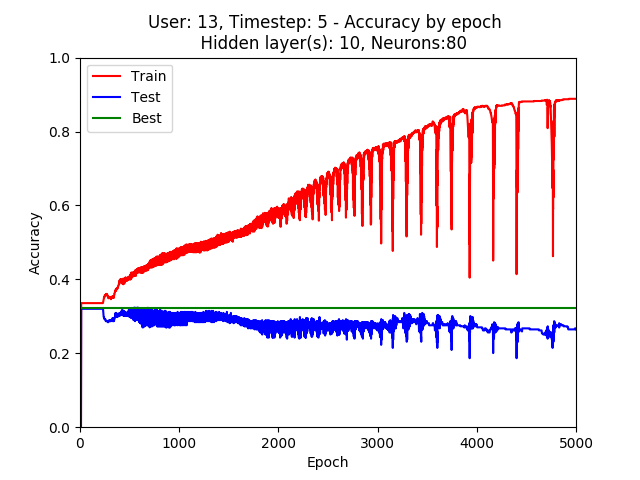 User: 13, Timestep: 5 - Accuracy by epoch
Hidden layer(s): 10, Neurons:80
Train
Test
Best
Accuracy
1.0
0.8
0.6
0.4
0.2
0.0
0
1000
2000
3000
4000
5000
Epoch